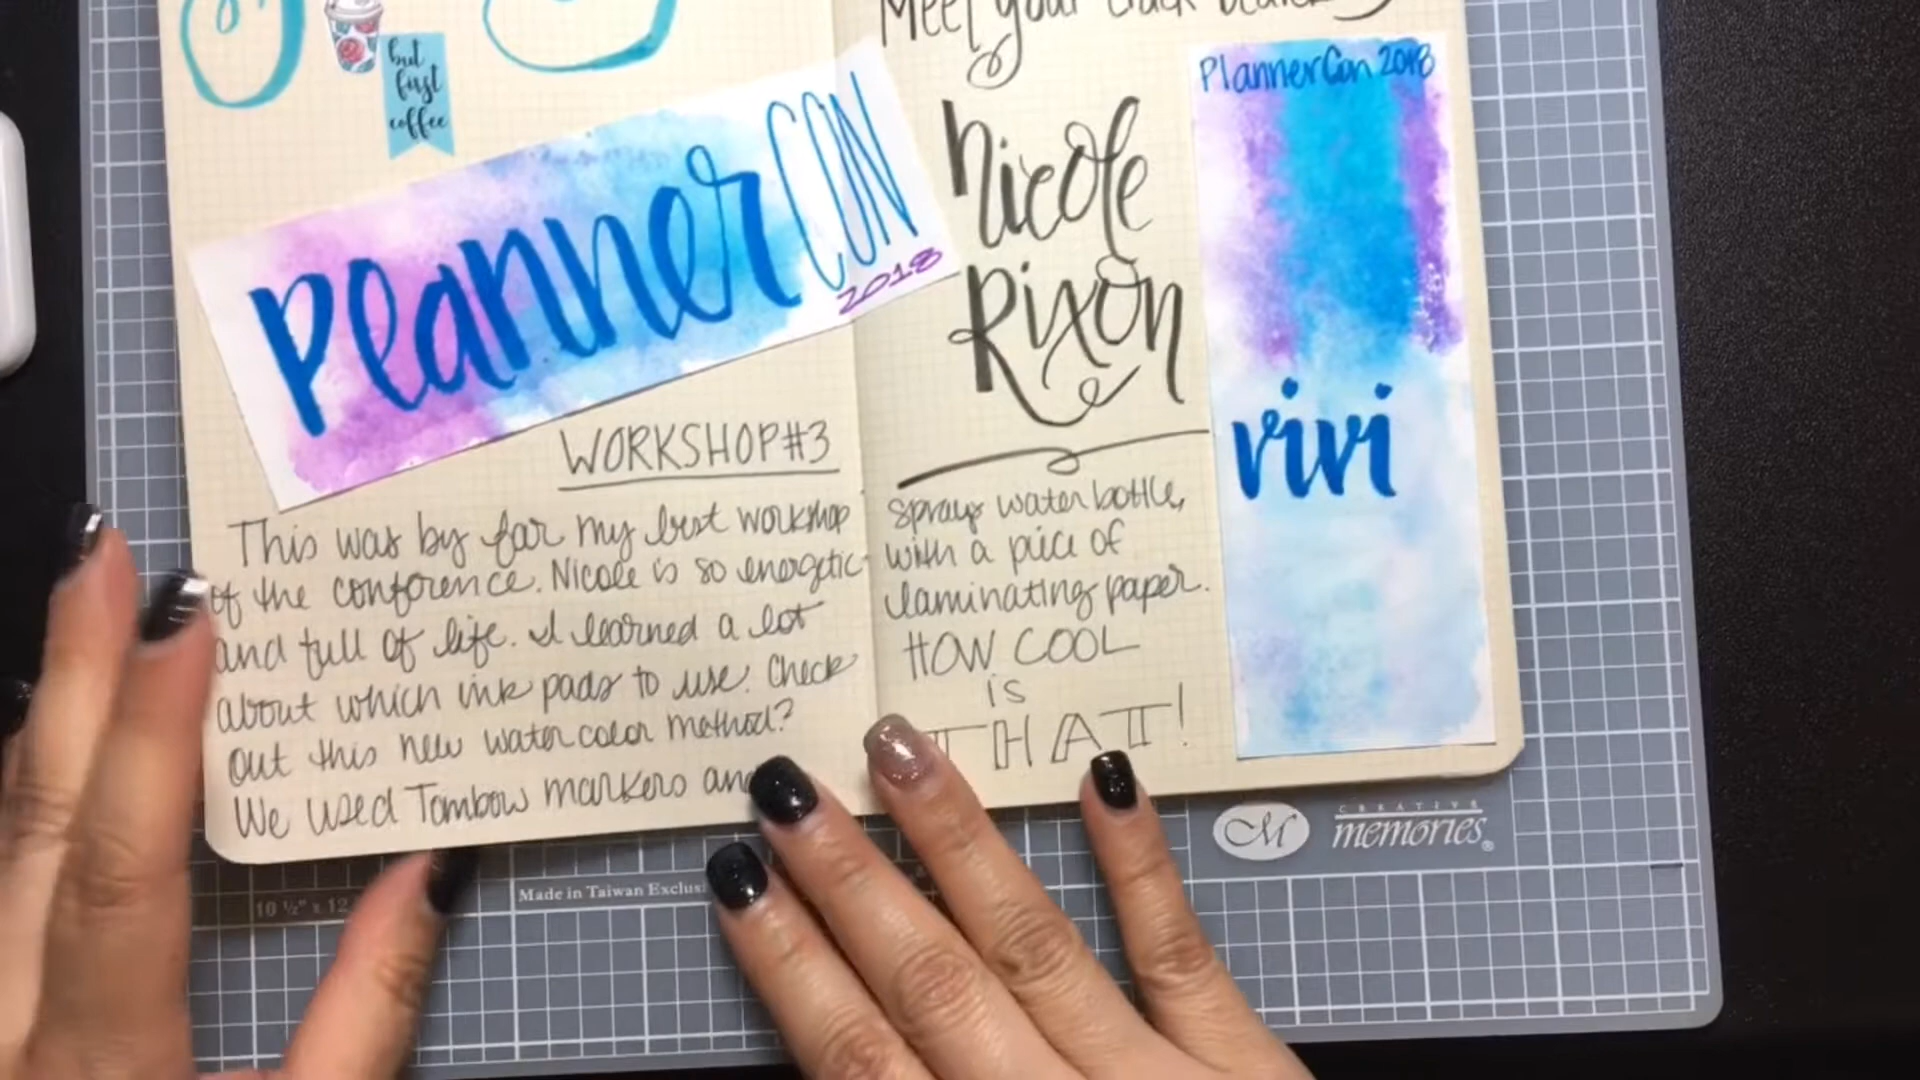 but
first
coffee
plannerCON
2018
WORKSHOP#3
This was by far my best workshop
of the conference. Nicole is so energetic
and full of life. I learned a lot
about which ink pads to use. Check
out this new watercolor method?
We used Tombow markers and
Meet your
Nicole
Rixon
spray water bottle,
with a piece of
laminating paper.
HOW COOL
is
THAT!
PlannerCon 2018
vivi
CREATIVE
memories®
M
Made in Taiwan
10 ½" x 12